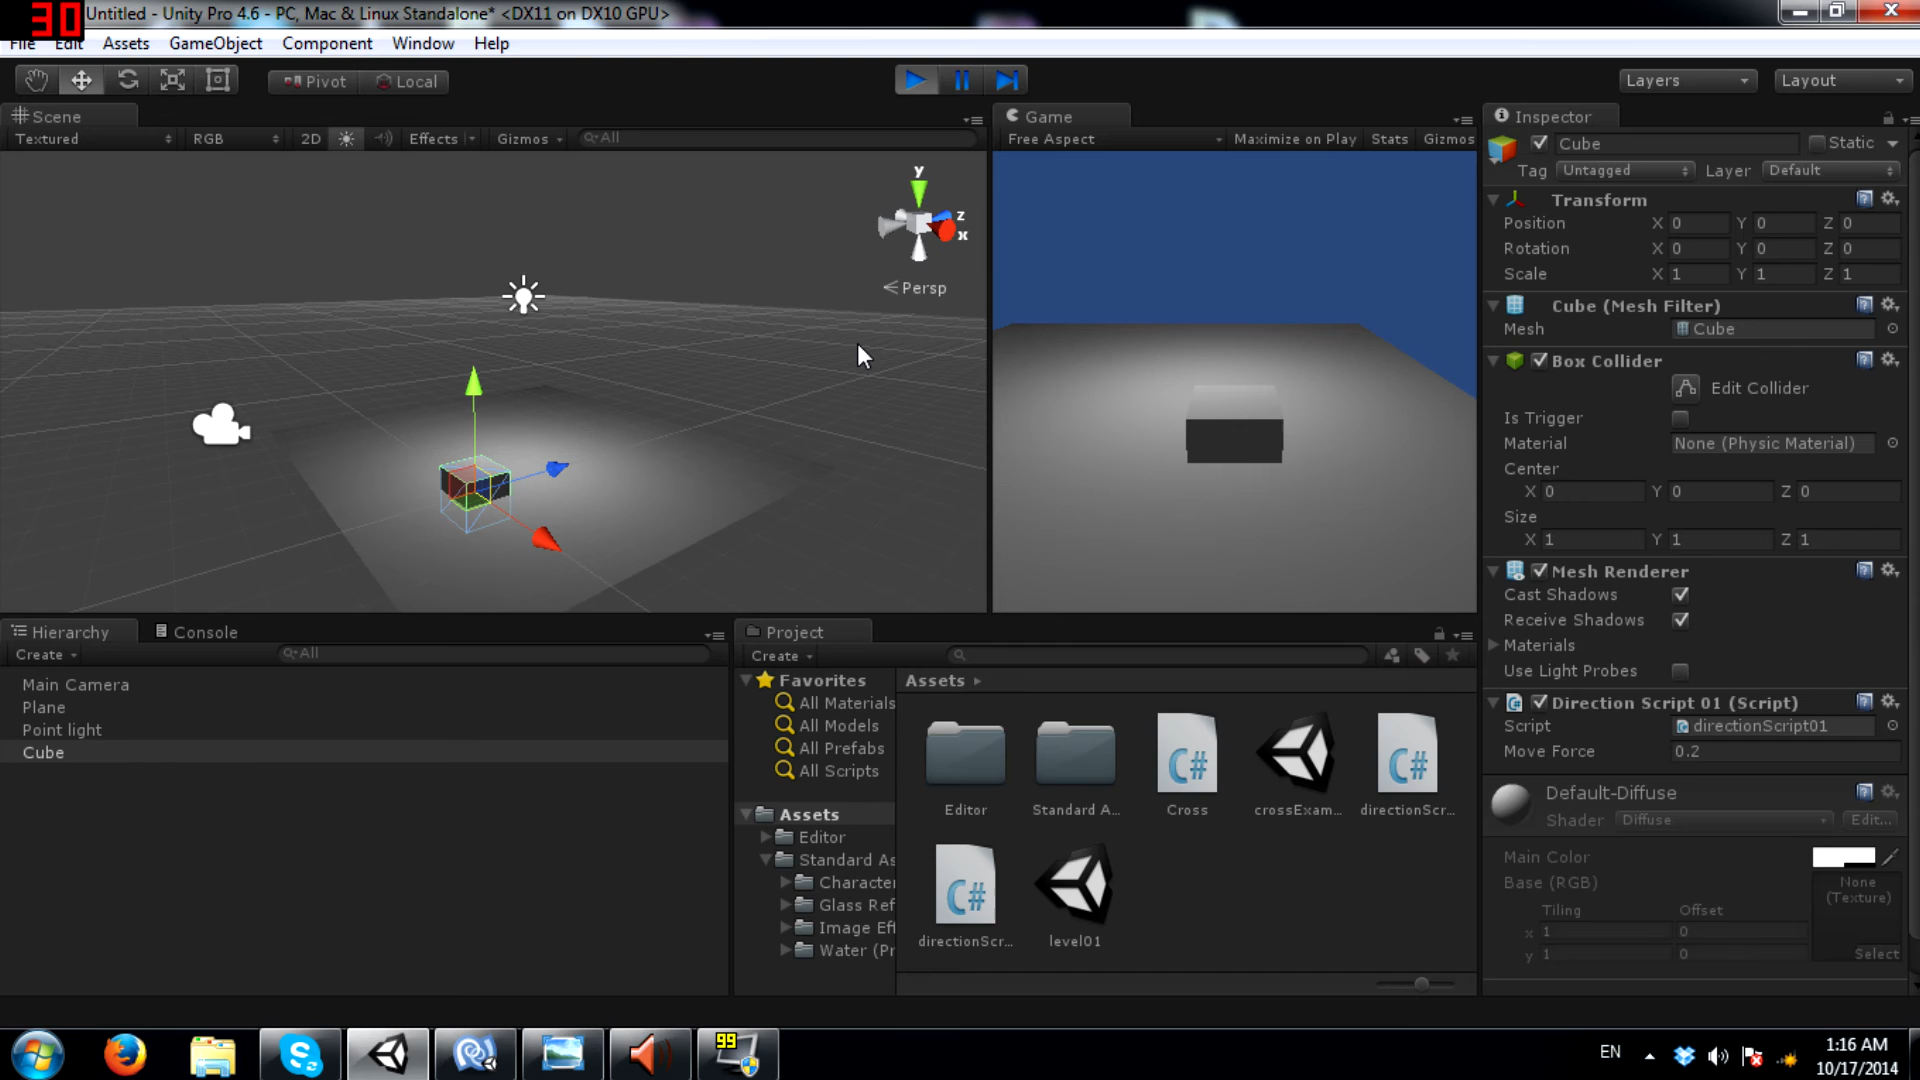 30
Untitled - Unity Pro 4.6 - PC, Mac & Linux Standalone* <DX11 on DX10 GPU>
File Edit Assets GameObject Component Window Help
Pivot Local Layers Layout
Scene Game Inspector
Textured RGB 2D Effects Gizmos All
Free Aspect Maximize on Play Stats Gizmos
y
z
x
Persp
Cube Static
Tag Untagged Layer Default
Transform
Position X 0 Y 0 Z 0
Rotation X 0 Y 0 Z 0
Scale X 1 Y 1 Z 1
Cube (Mesh Filter)
Mesh Cube
Box Collider
Edit Collider
Is Trigger
Material None (Physic Material)
Center
X 0 Y 0 Z 0
Size
X 1 Y 1 Z 1
Mesh Renderer
Cast Shadows
Receive Shadows
Materials
Use Light Probes
Direction Script 01 (Script)
Script directionScript01
Move Force 0.2
Default-Diffuse
Shader Diffuse Edit...
Main Color
Base (RGB)
None
(Texture)
Tiling Offset
x 1 0
y 1 0
Select
Hierarchy Console
Create All
Main Camera
Plane
Point light
Cube
Project
Create
Favorites
All Materials
All Models
All Prefabs
All Scripts
Assets
Editor
Standard As
Character
Glass Ref
Image Eff
Water (Pr
Assets
Editor Standard A... Cross crossExam... directionScr...
directionScr... level01
C# C#
C#
99
EN
1:16 AM
10/17/2014